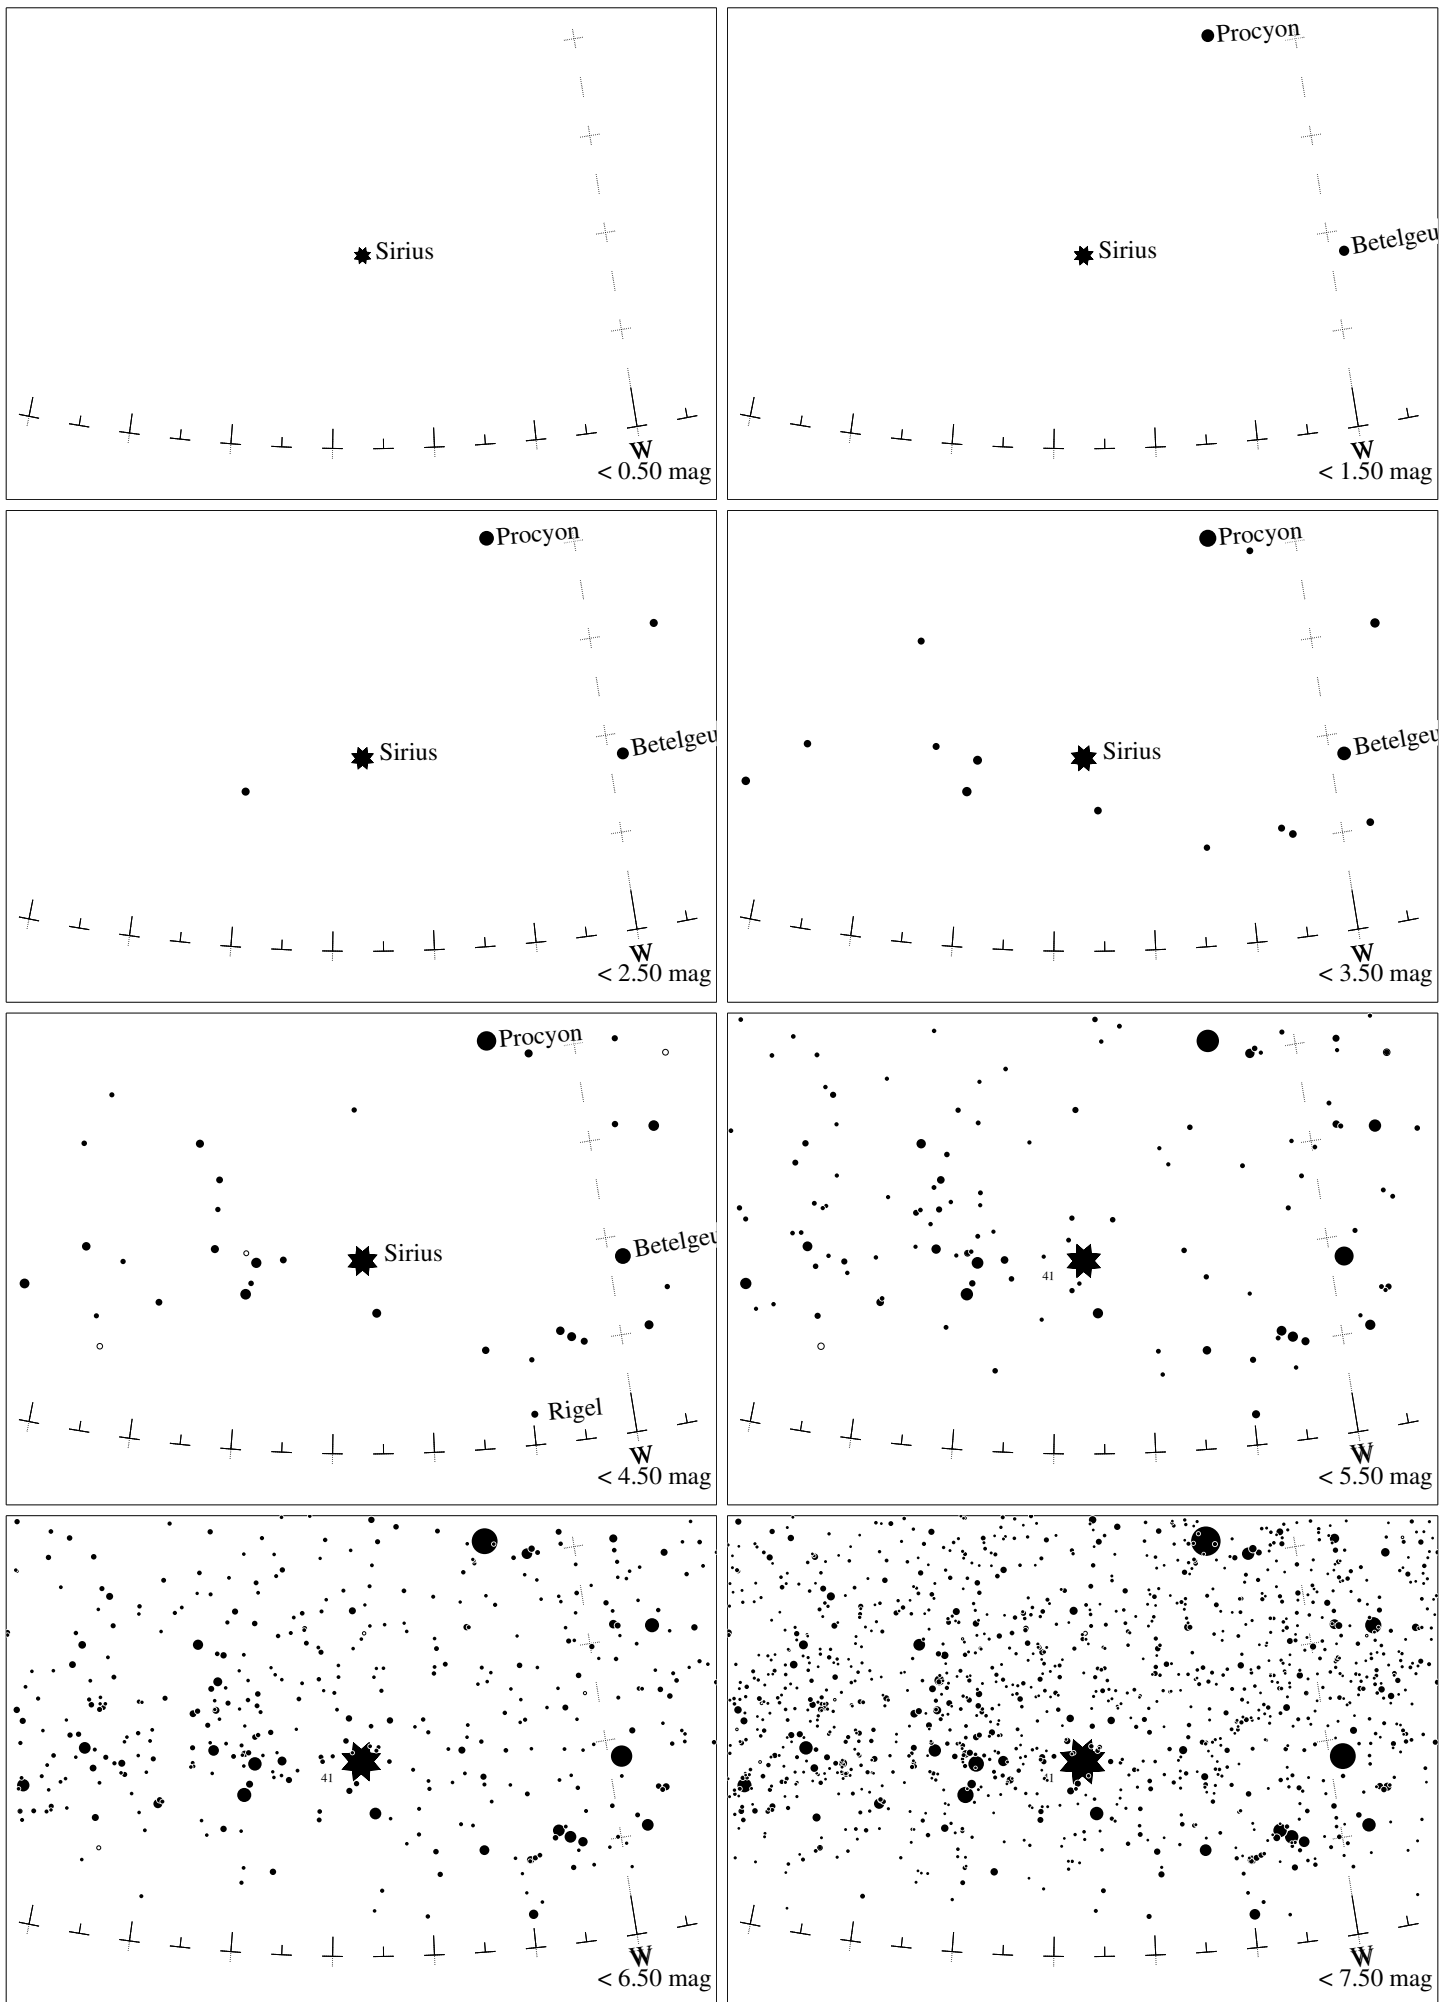 Sirius
W
< 0.50 mag
Procyon
Betelgeu
Sirius
W
< 1.50 mag
Procyon
Betelgeu
Sirius
W
< 2.50 mag
Procyon
Betelgeu
Sirius
W
< 3.50 mag
Procyon
Betelgeu
Sirius
Rigel
W
< 4.50 mag
41
W
< 5.50 mag
41
W
< 6.50 mag
41
W
< 7.50 mag